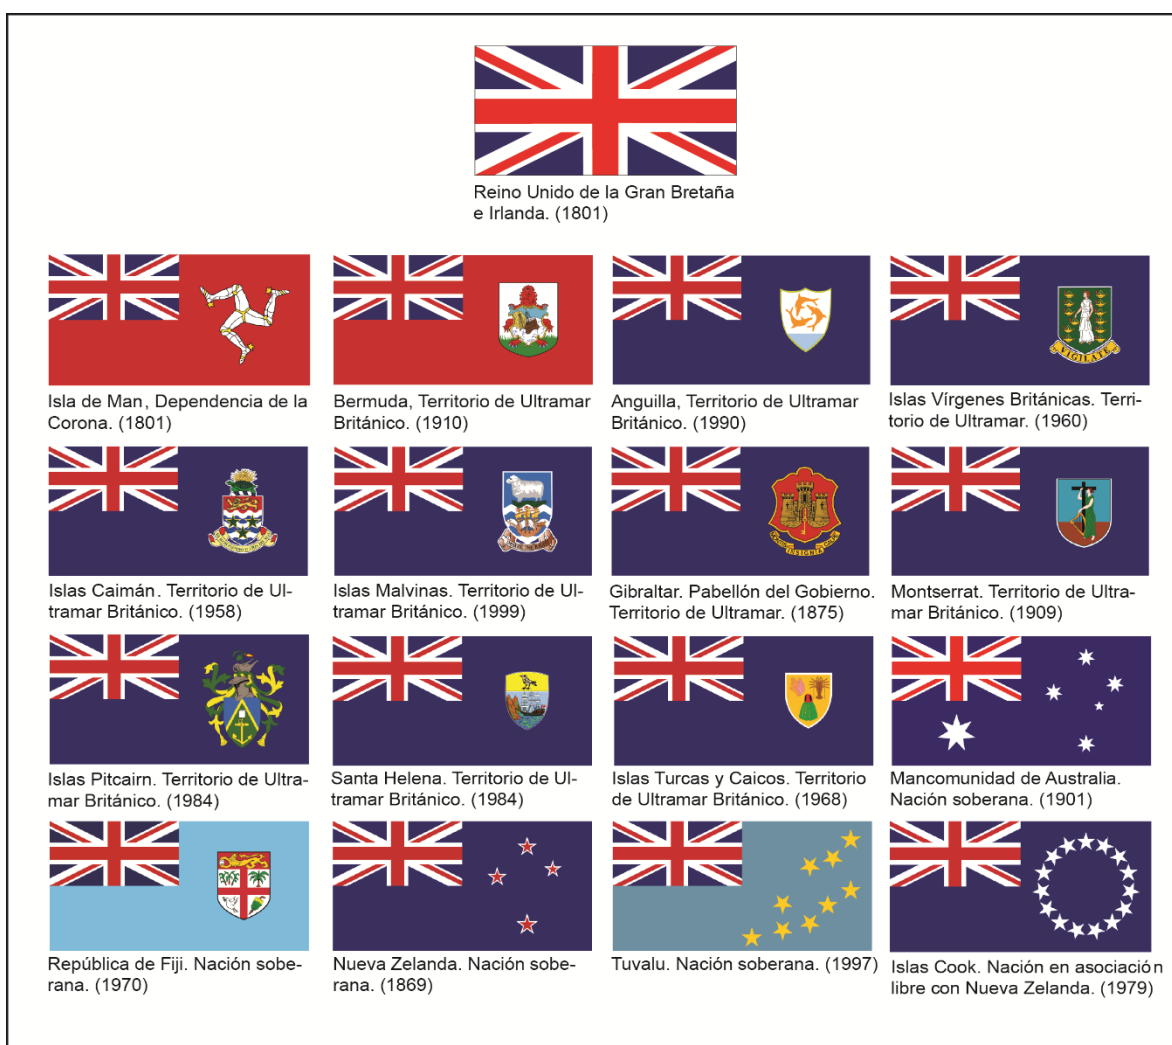 Reino Unido de la Gran Bretaña
e Irlanda. (1801)
Isla de Man, Dependencia de la
Corona. (1801)
Bermuda, Territorio de Ultramar
Británico. (1910)
Anguilla, Territorio de Ultramar
Británico. (1990)
VIGILATE
Islas Vírgenes Británicas. Terri-
torio de Ultramar. (1960)
Islas Caimán. Territorio de Ul-
tramar Británico. (1958)
Islas Malvinas. Territorio de Ul-
tramar Británico. (1999)
INSIGNIA
Gibraltar. Pabellón del Gobierno.
Territorio de Ultramar. (1875)
Montserrat. Territorio de Ultra-
mar Británico. (1909)
Islas Pitcairn. Territorio de Ultra-
mar Británico. (1984)
Santa Helena. Territorio de Ul-
tramar Británico. (1984)
Islas Turcas y Caicos. Territorio
de Ultramar Británico. (1968)
Mancomunidad de Australia.
Nación soberana. (1901)
República de Fiji. Nación sobe-
rana. (1970)
Nueva Zelanda. Nación sobe-
rana. (1869)
Tuvalu. Nación soberana. (1997)
Islas Cook. Nación en asociación
libre con Nueva Zelanda. (1979)